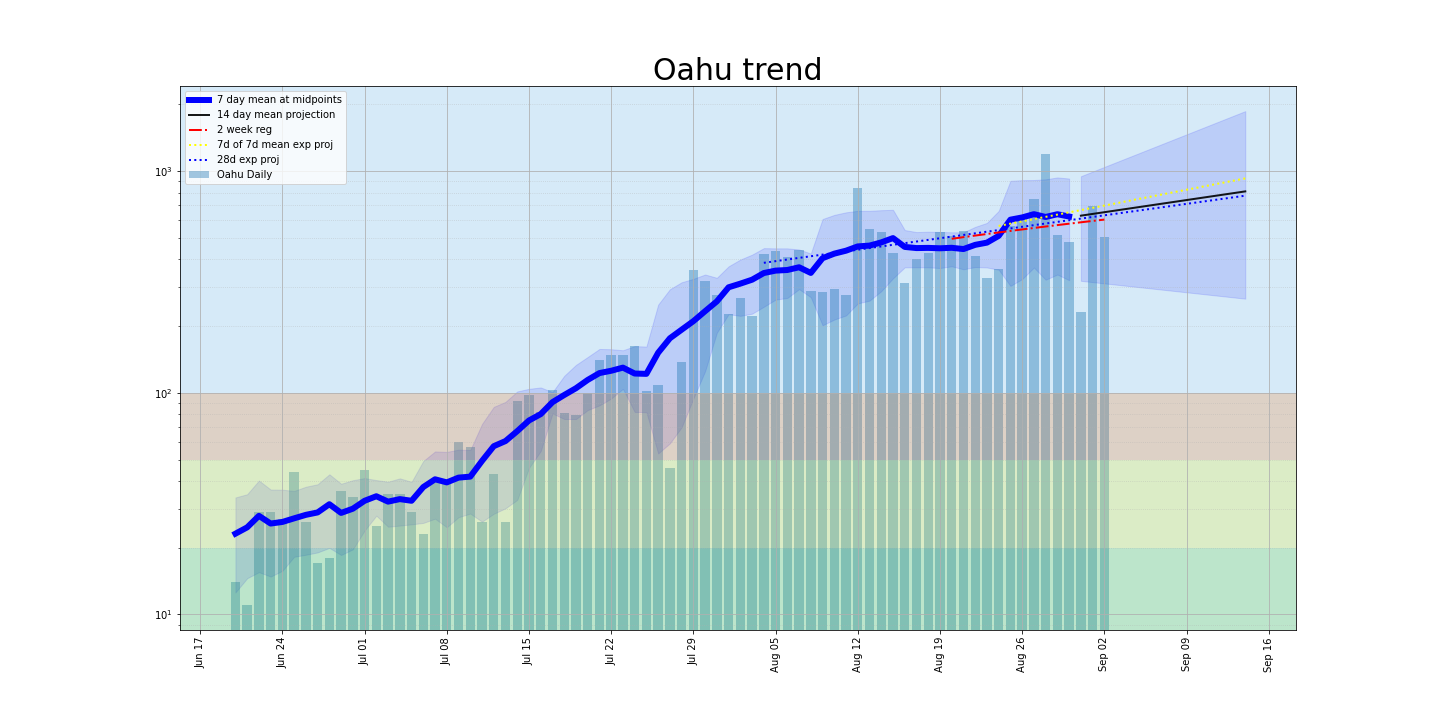 Oahu trend
7 day mean at midpoints
14 day mean projection
2 week reg
7d of 7d mean exp proj
28d exp proj
Oahu Daily
10³
10²
10¹
Jun 17
Jun 24
Jul 01
Jul 08
Jul 15
Jul 22
Jul 29
Aug 05
Aug 12
Aug 19
Aug 26
Sep 02
Sep 09
Sep 16